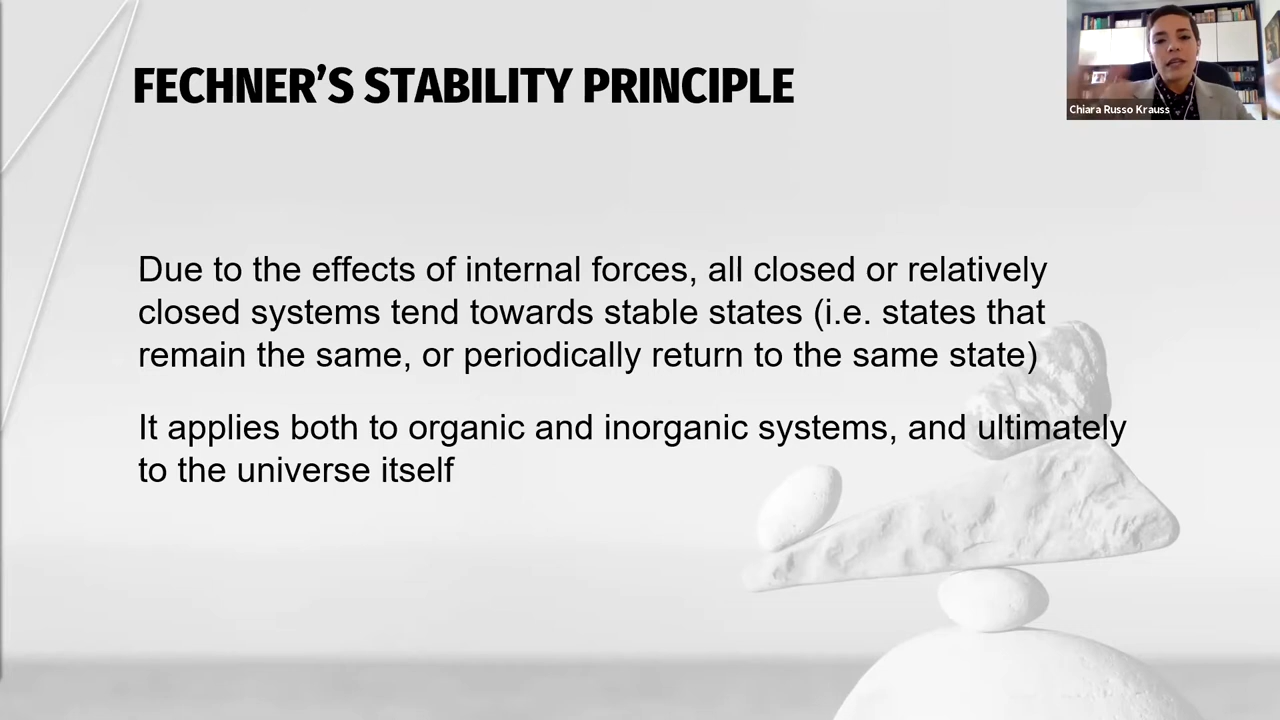 FECHNER’S STABILITY PRINCIPLE
Chiara Russo Krauss
Due to the effects of internal forces, all closed or relatively
closed systems tend towards stable states (i.e. states that
remain the same, or periodically return to the same state)
It applies both to organic and inorganic systems, and ultimately
to the universe itself